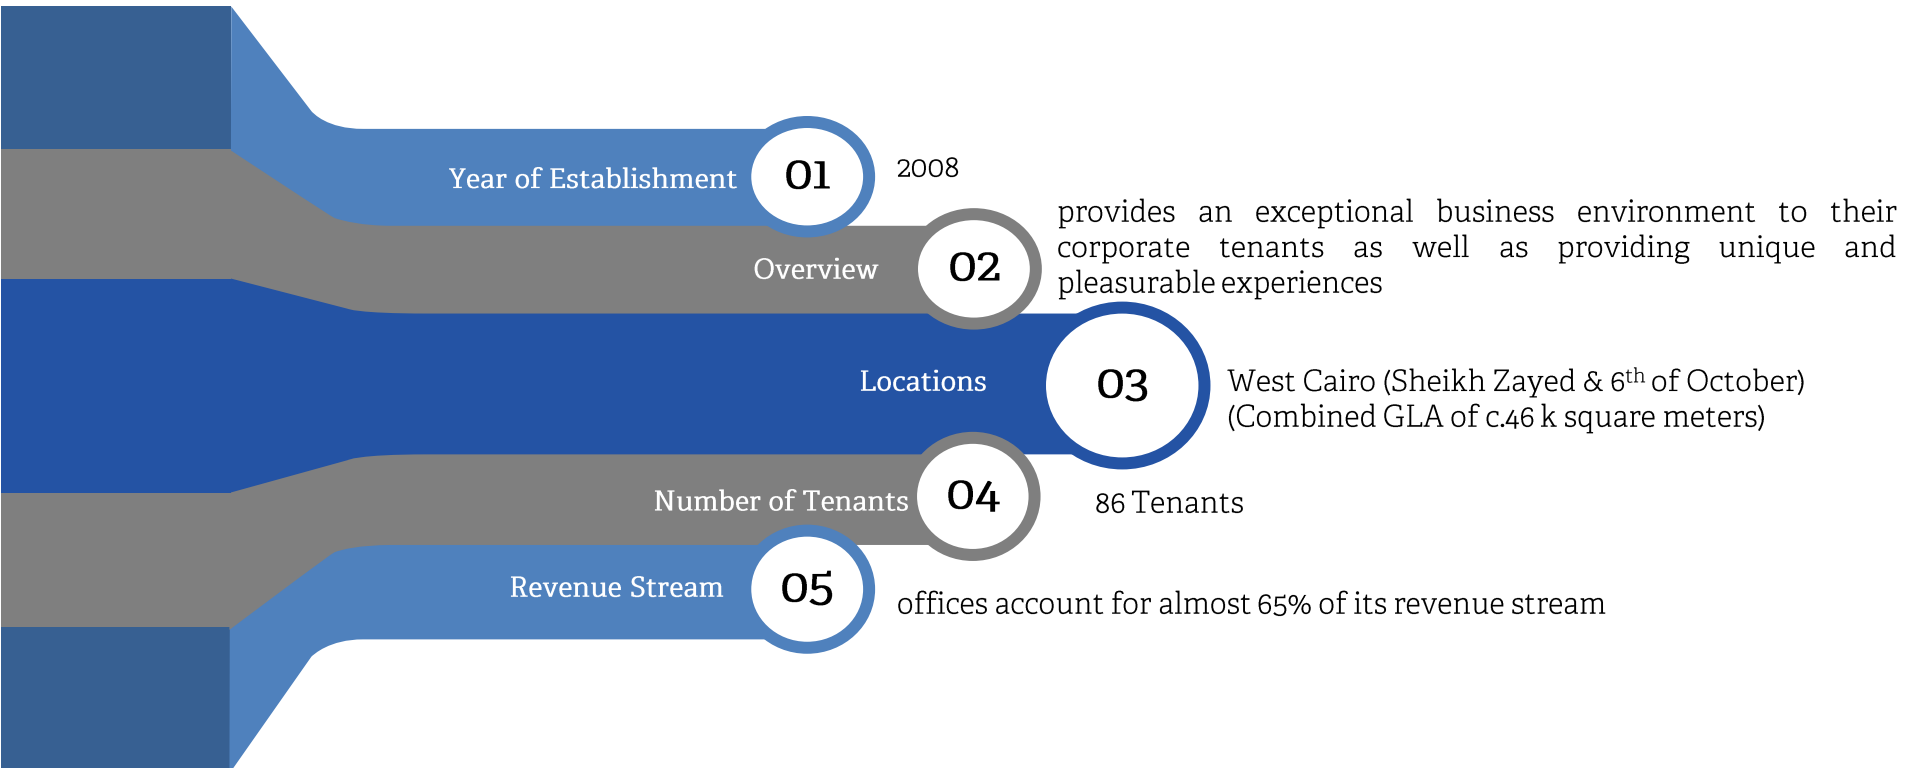 Year of Establishment
01
2008
Overview
02
provides an exceptional business environment to their
corporate tenants as well as providing unique and
pleasurable experiences
Locations
03
West Cairo (Sheikh Zayed & 6th of October)
(Combined GLA of c.46 k square meters)
Number of Tenants
04
86 Tenants
Revenue Stream
05
offices account for almost 65% of its revenue stream